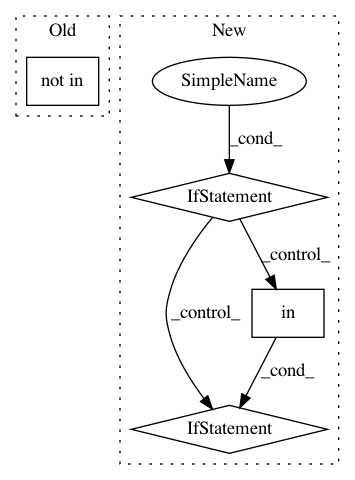 Old
New
not in
SimpleName
_cond_
IfStatement
_control_
_control_
in
_cond_
IfStatement